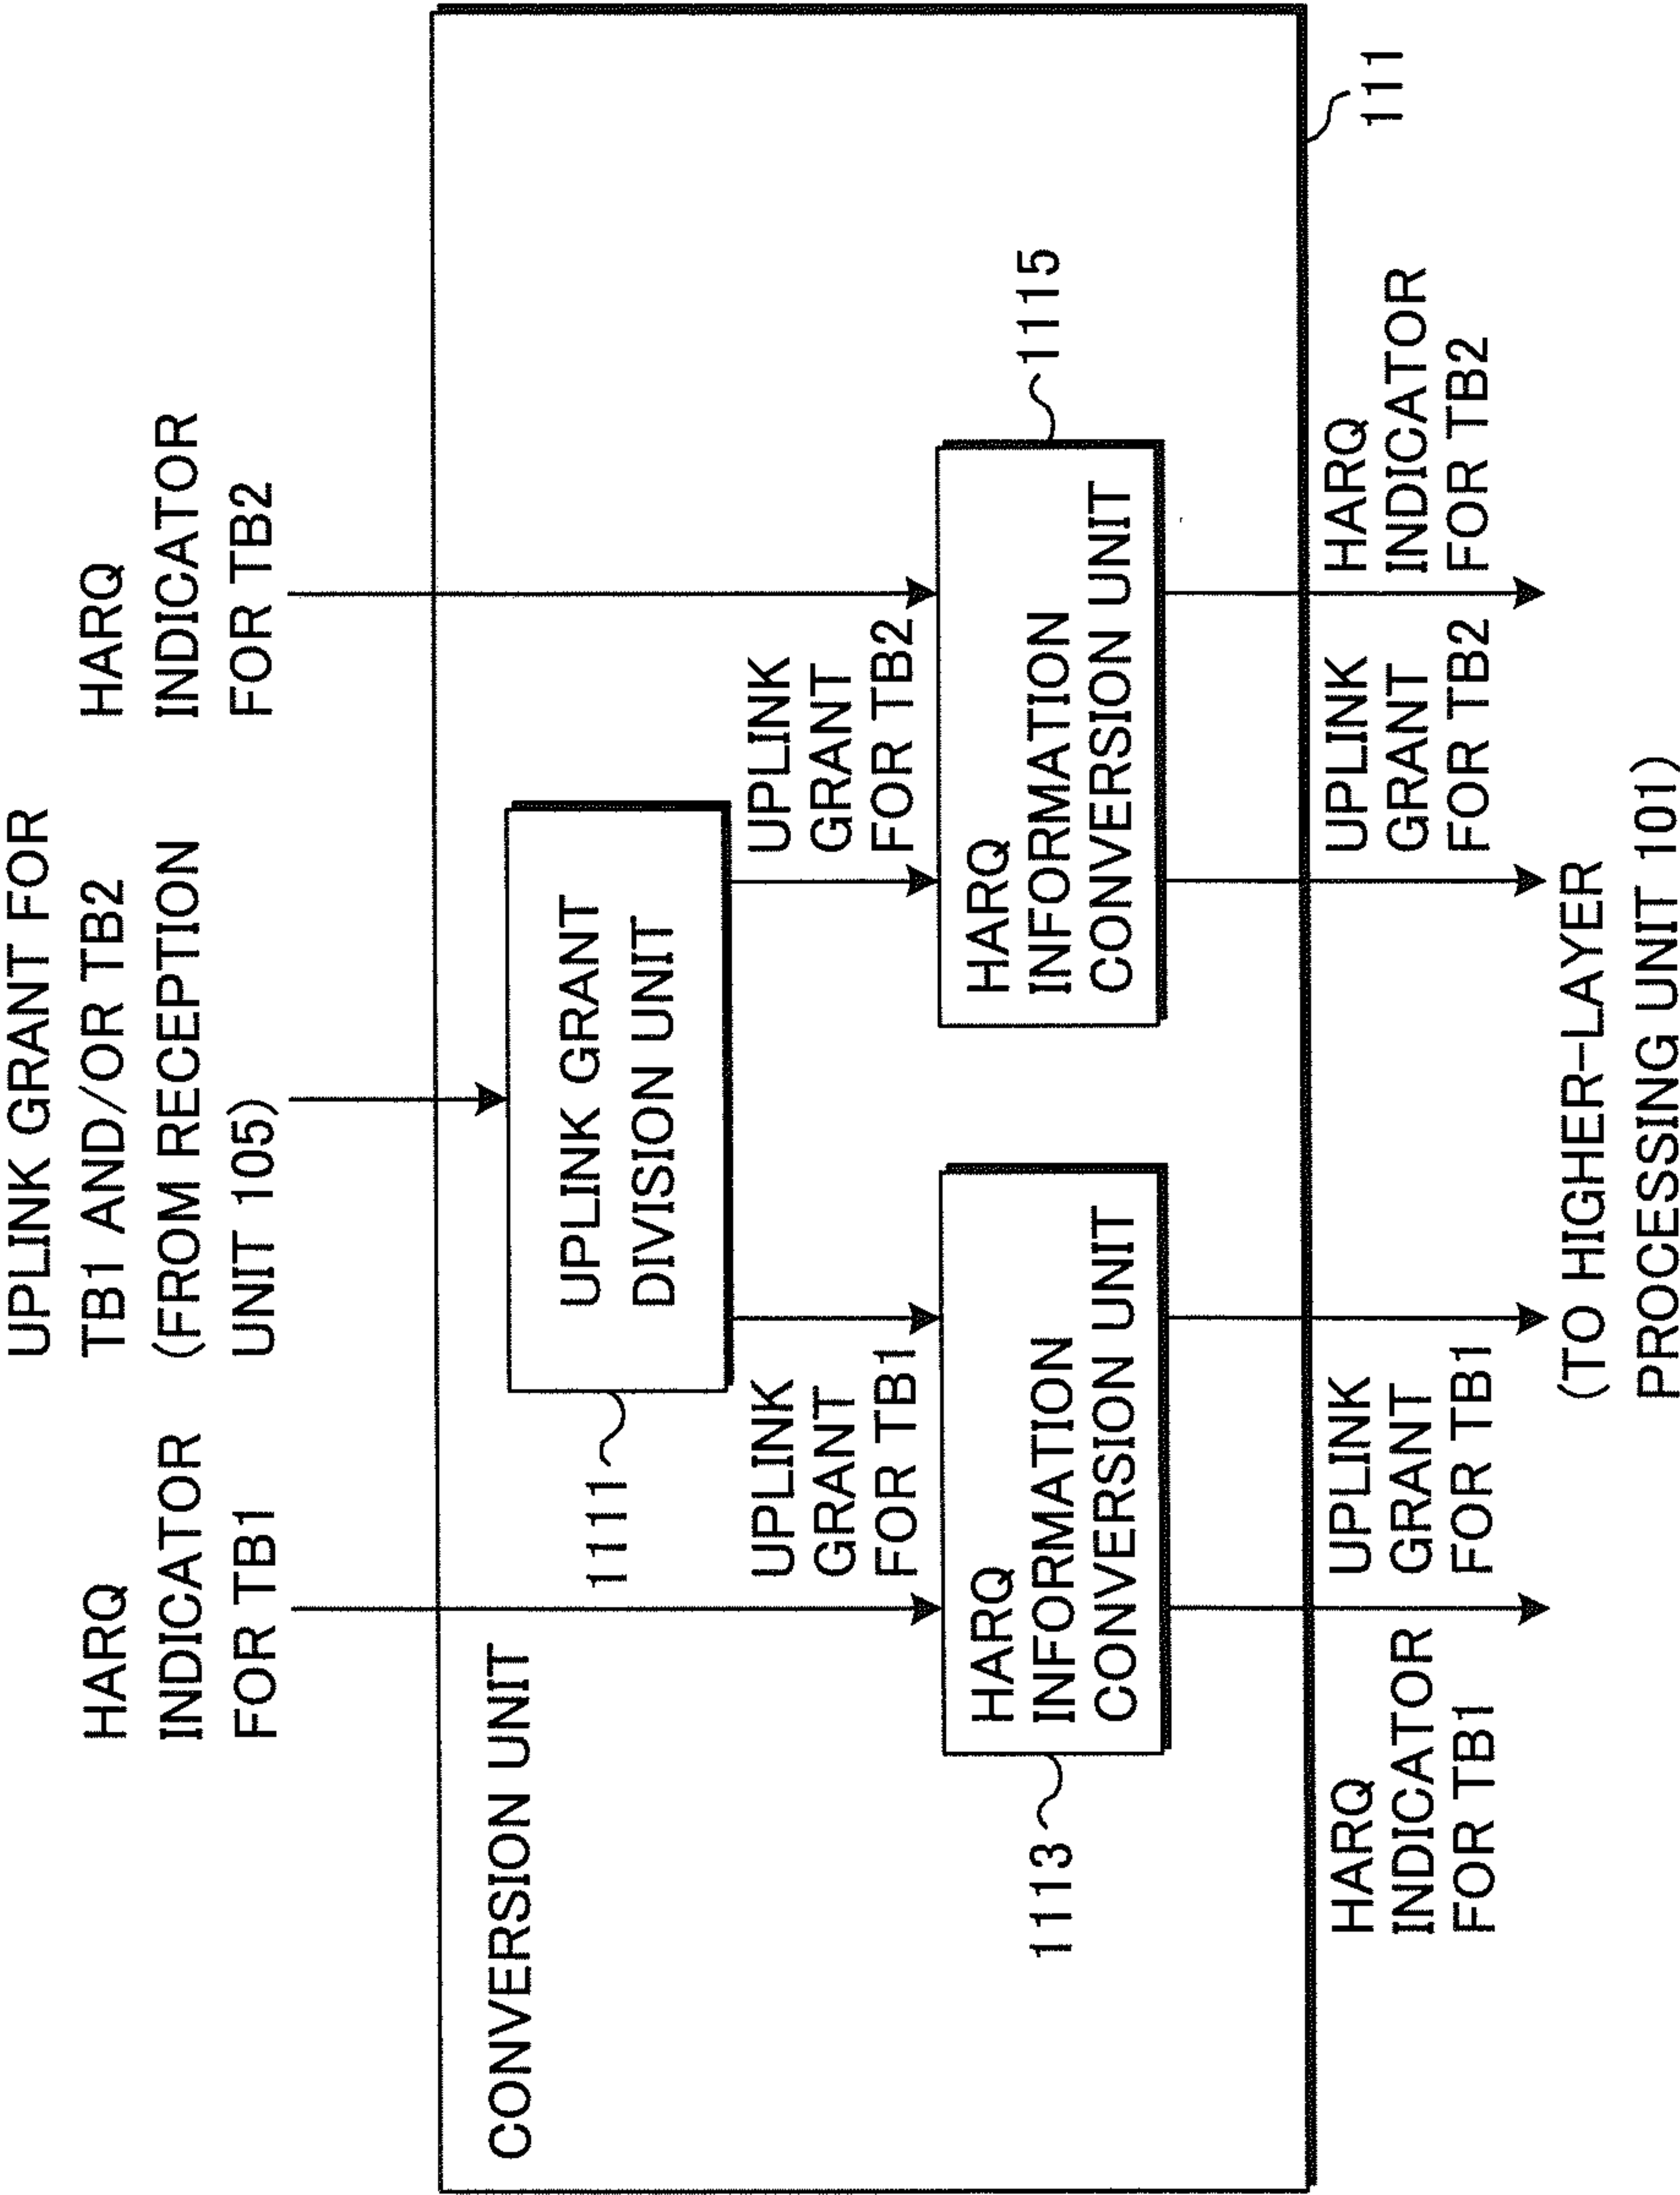 UPLINK GRANT FOR
TB1 AND/OR TB2
(FROM RECEPTION
UNIT 105)
HARQ
INDICATOR
FOR TB1
HARQ
INDICATOR
FOR TB2
CONVERSION UNIT
UPLINK GRANT
DIVISION UNIT
1111
UPLINK
GRANT
FOR TB1
UPLINK
GRANT
FOR TB2
HARQ
INFORMATION
CONVERSION UNIT
1113
HARQ
INFORMATION
CONVERSION UNIT
1115
111
HARQ
INDICATOR
FOR TB1
UPLINK
GRANT
FOR TB1
UPLINK
GRANT
FOR TB2
HARQ
INDICATOR
FOR TB2
(TO HIGHER-LAYER
PROCESSING UNIT 101)